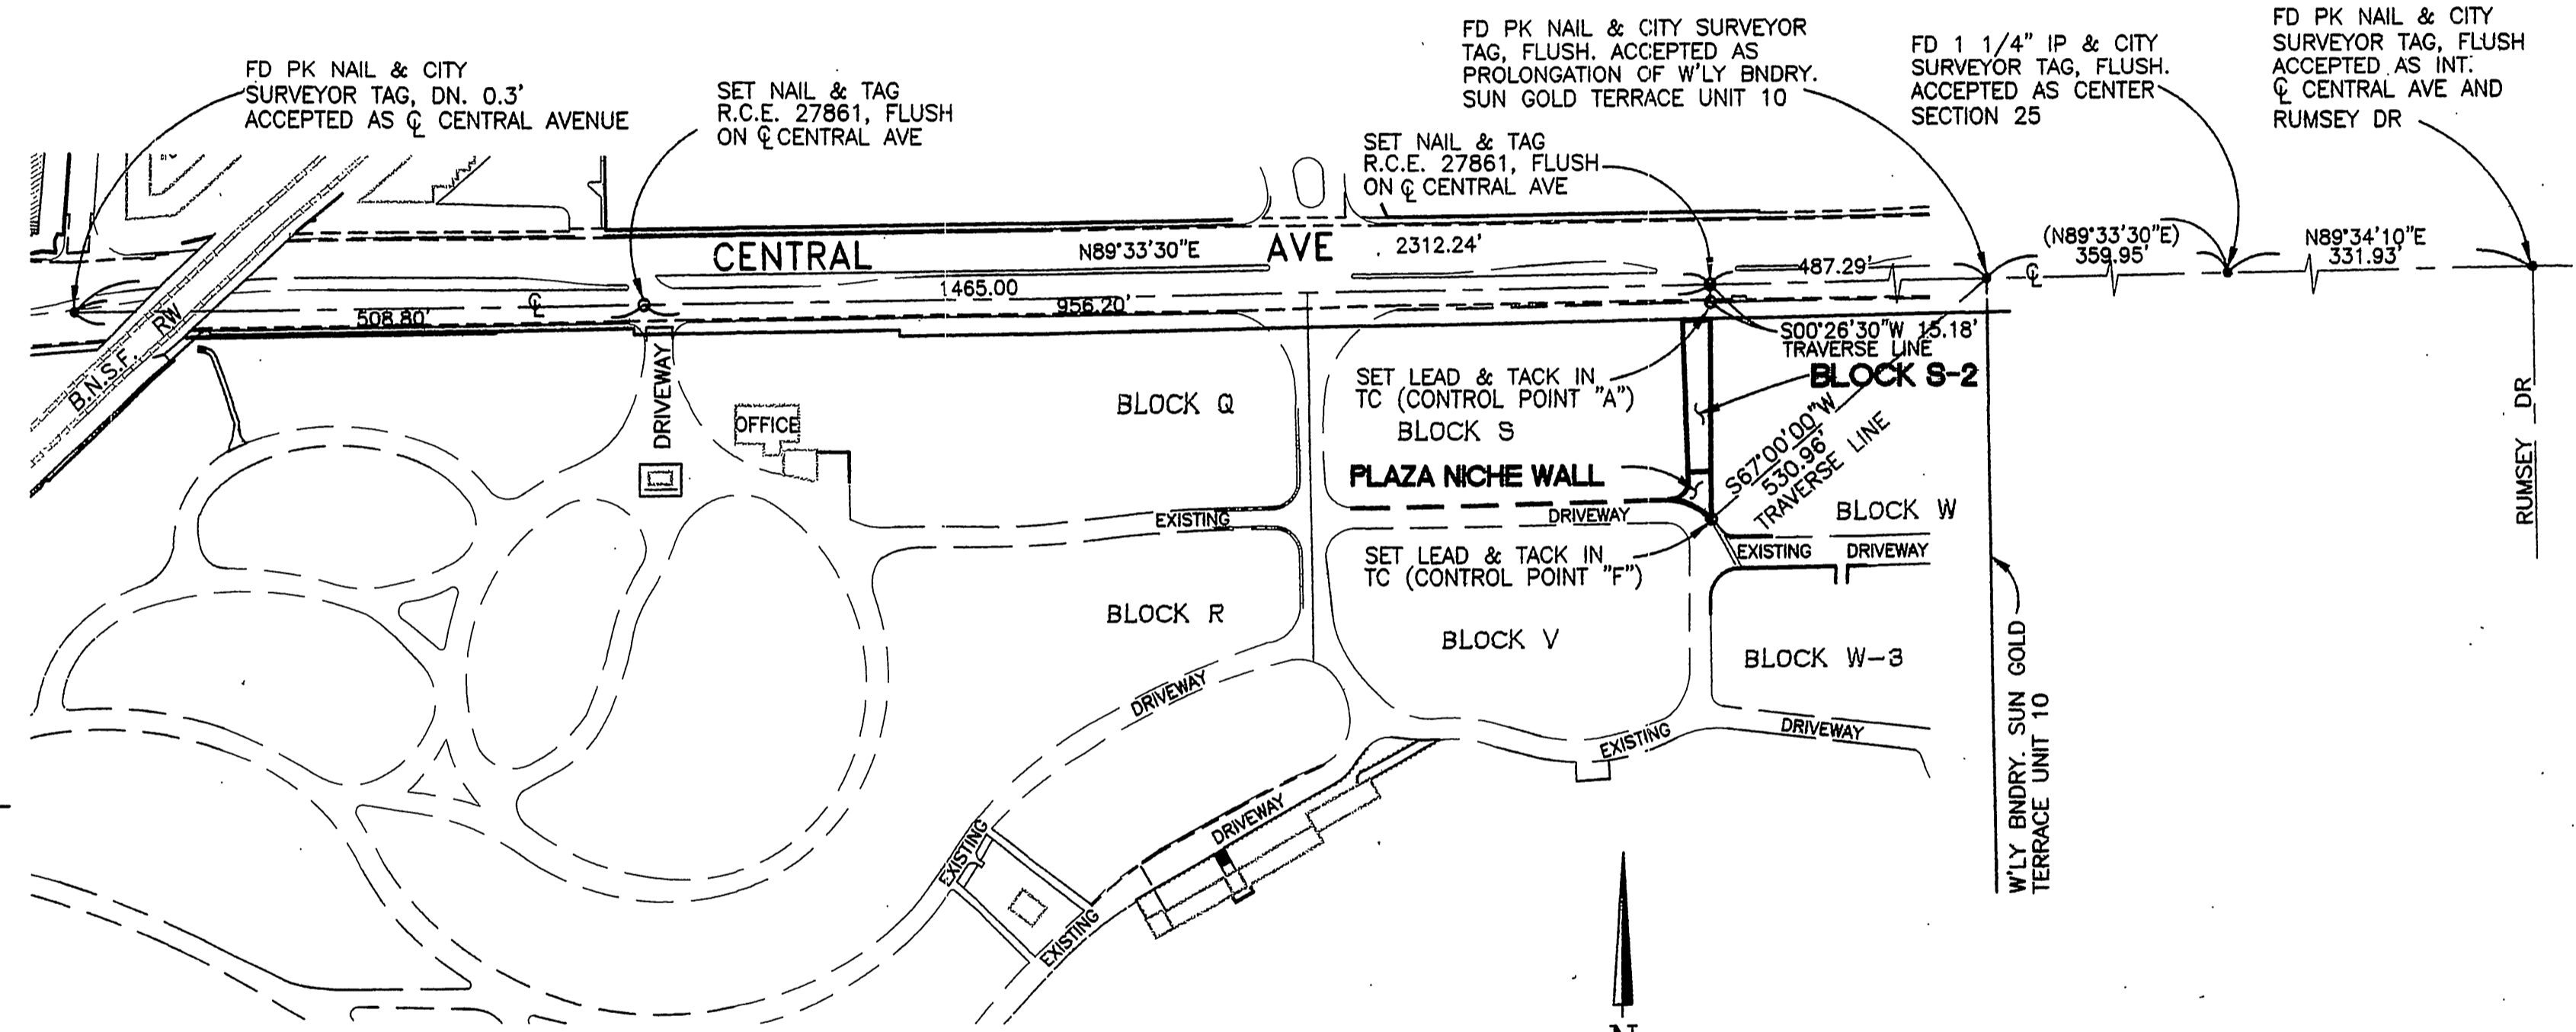 FD PK NAIL & CITY
SURVEYOR TAG, DN. 0.3'
ACCEPTED AS ℄ CENTRAL AVENUE
SET NAIL & TAG
R.C.E. 27861, FLUSH
ON ℄ CENTRAL AVE
FD PK NAIL & CITY SURVEYOR
TAG, FLUSH. ACCEPTED AS
PROLONGATION OF W'LY BNDRY.
SUN GOLD TERRACE UNIT 10
SET NAIL & TAG
R.C.E. 27861, FLUSH
ON ℄ CENTRAL AVE
FD 1 1/4" IP & CITY
SURVEYOR TAG, FLUSH.
ACCEPTED AS CENTER
SECTION 25
FD PK NAIL & CITY
SURVEYOR TAG, FLUSH
ACCEPTED AS INT.
℄ CENTRAL AVE AND
RUMSEY DR
CENTRAL AVE
N89°33'30"E
2312.24'
(N89°33'30"E)
359.95'
N89°34'10"E
331.93'
487.29'
℄
1465.00
956.20'
℄
508.80'
B.N.S.F. RW
DRIVEWAY
OFFICE
BLOCK Q
S00°26'30"W 15.18'
TRAVERSE LINE
BLOCK S-2
SET LEAD & TACK IN
TC (CONTROL POINT "A")
BLOCK S
PLAZA NICHE WALL
S67°00'00"W
530.96'
TRAVERSE LINE
BLOCK W
EXISTING
DRIVEWAY
EXISTING DRIVEWAY
SET LEAD & TACK IN
TC (CONTROL POINT "F")
BLOCK R
BLOCK V
BLOCK W-3
DRIVEWAY
EXISTING
DRIVEWAY
DRIVEWAY
EXISTING
EXISTING
W'LY BNDRY. SUN GOLD
TERRACE UNIT 10
RUMSEY DR
N